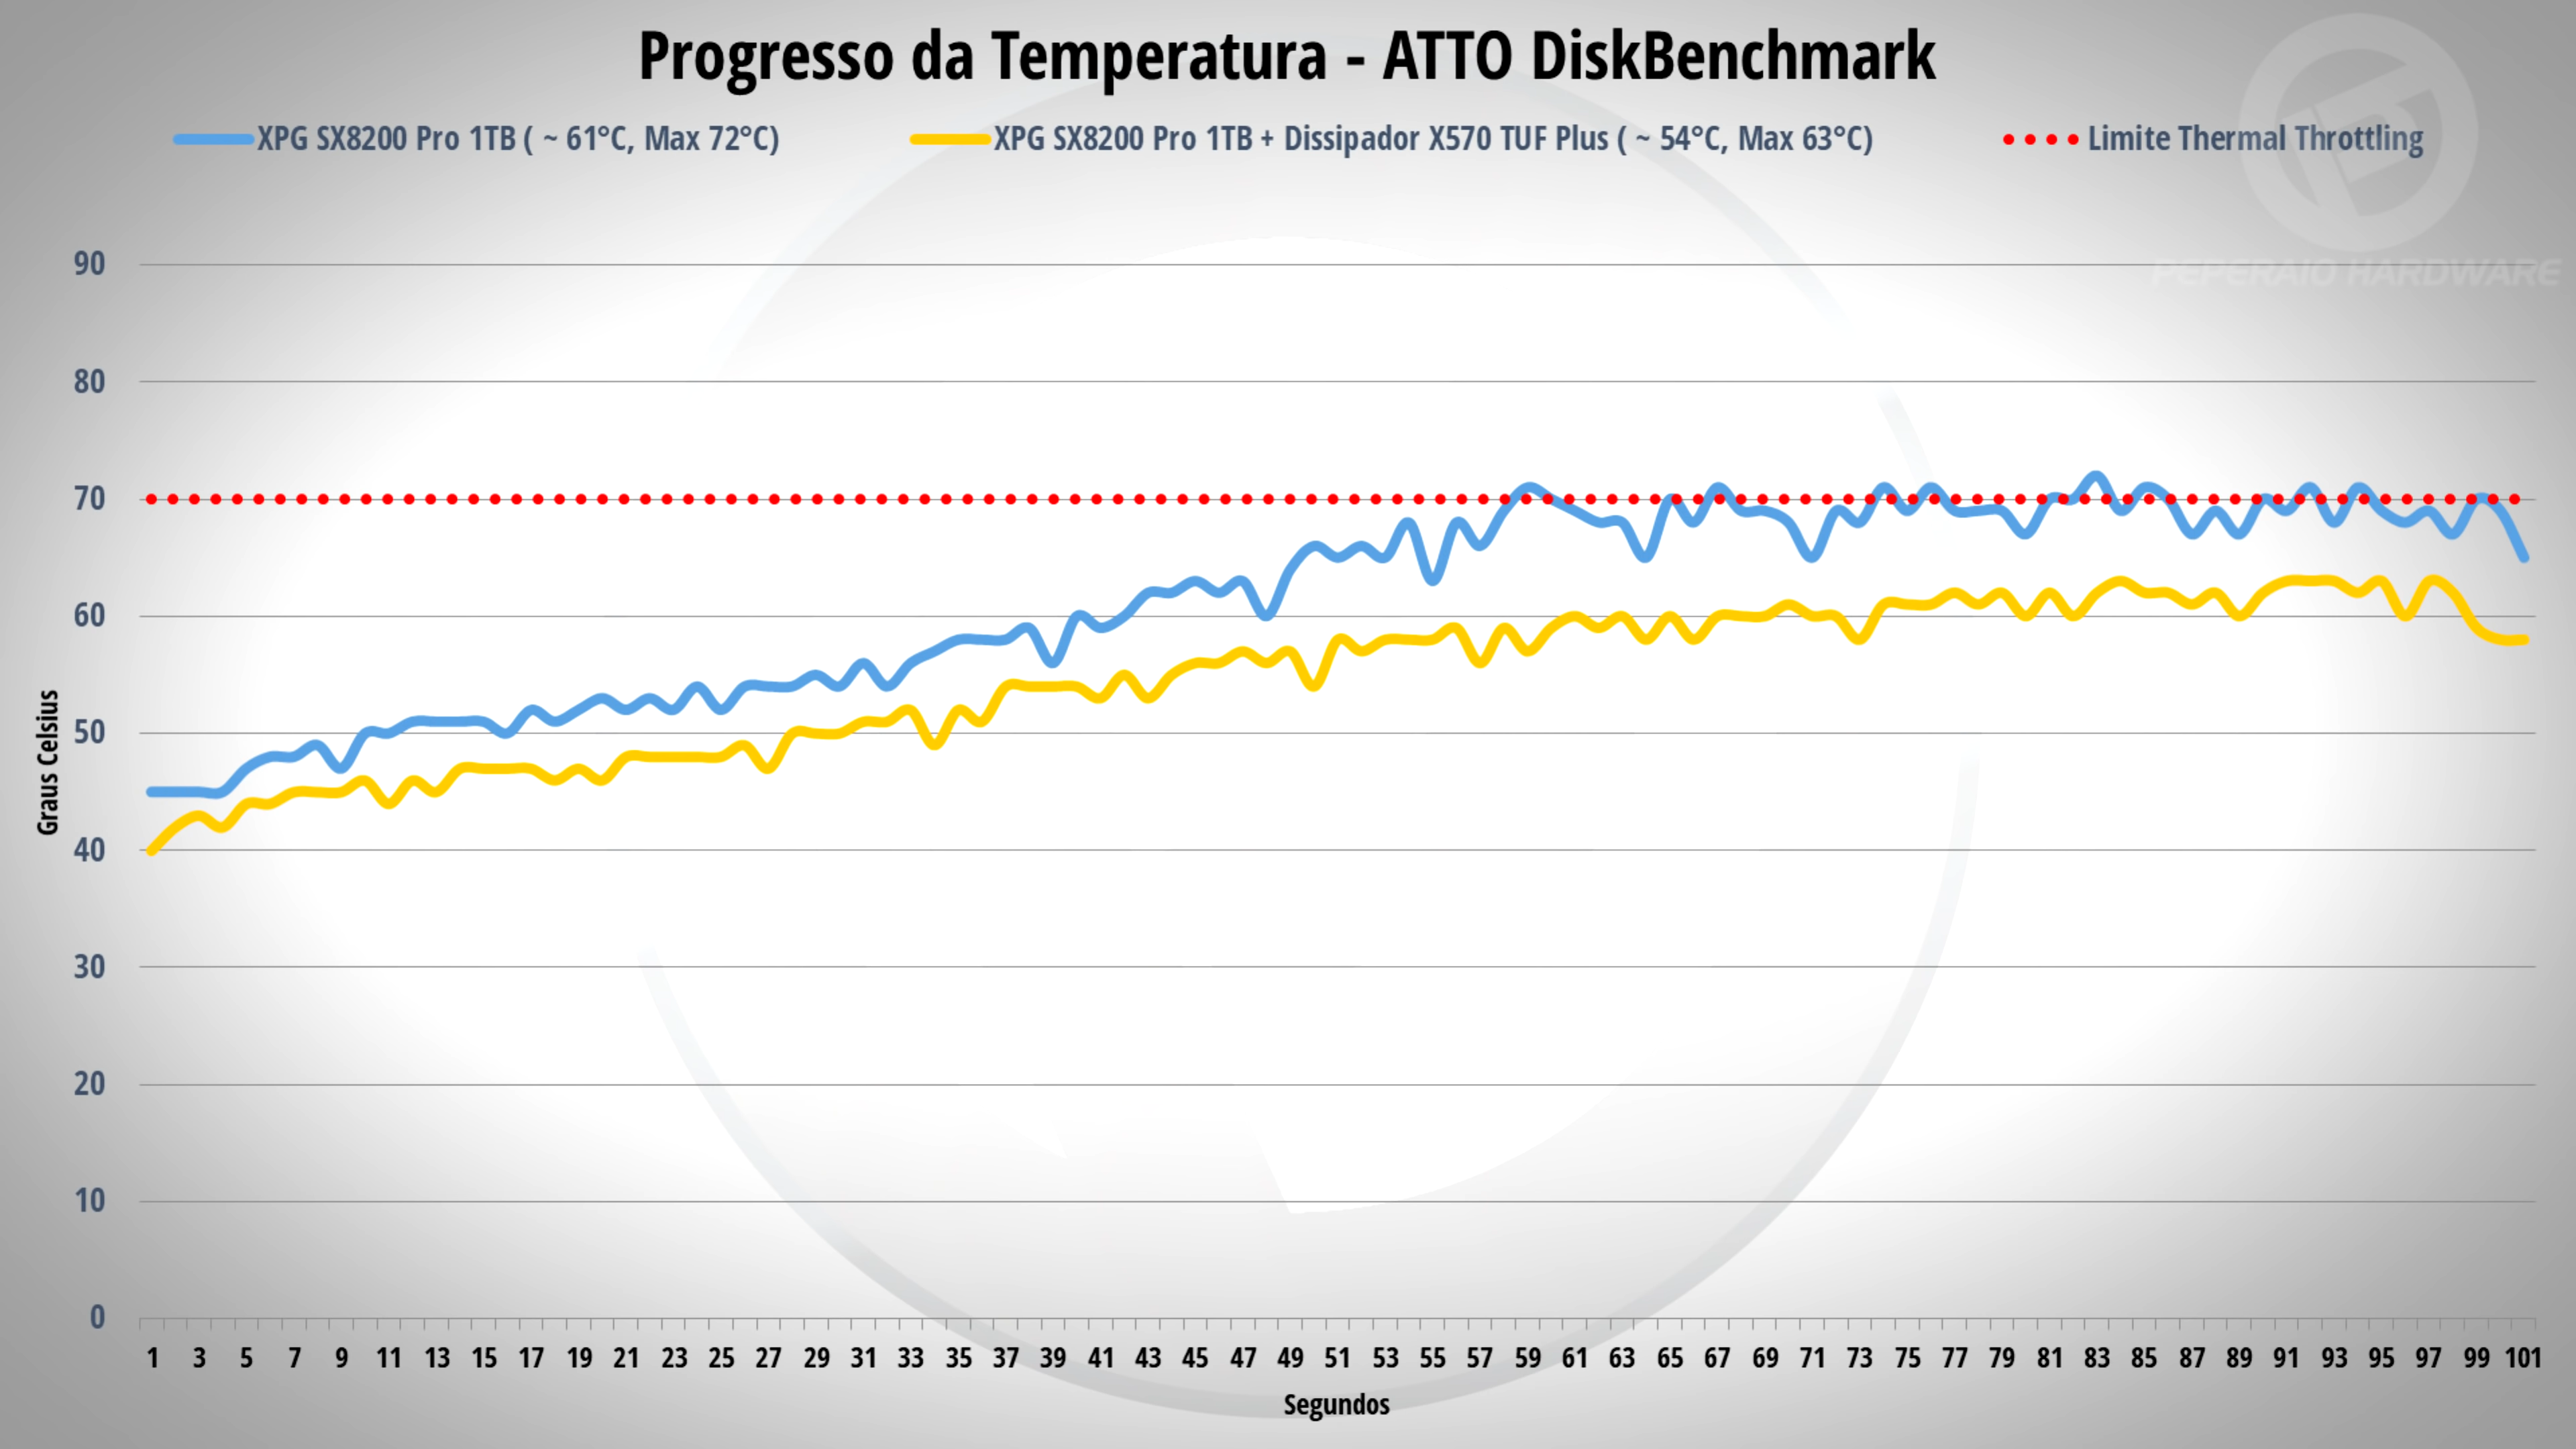 Progresso da Temperatura - ATTO DiskBenchmark
XPG SX8200 Pro 1TB ( ~ 61°C, Max 72°C) XPG SX8200 Pro 1TB + Dissipador X570 TUF Plus ( ~ 54°C, Max 63°C) Limite Thermal Throttling
PEPERAIO HARDWARE
90
80
70
60
50
40
30
20
10
0
Graus Celsius
1 3 5 7 9 11 13 15 17 19 21 23 25 27 29 31 33 35 37 39 41 43 45 47 49 51 53 55 57 59 61 63 65 67 69 71 73 75 77 79 81 83 85 87 89 91 93 95 97 99 101
Segundos